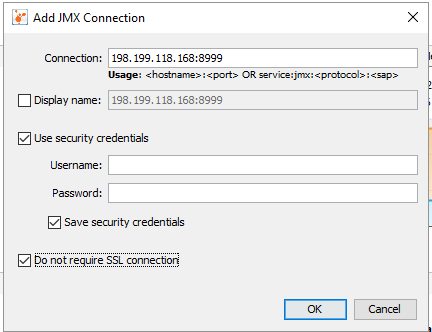 Add JMX Connection
Connection: 198.199.118.168:8999
Usage: <hostname>:<port> OR service:jmx:<protocol>:<sap>
Display name: 198.199.118.168:8999
Use security credentials
Username:
Password:
Save security credentials
Do not require SSL connection
OK Cancel